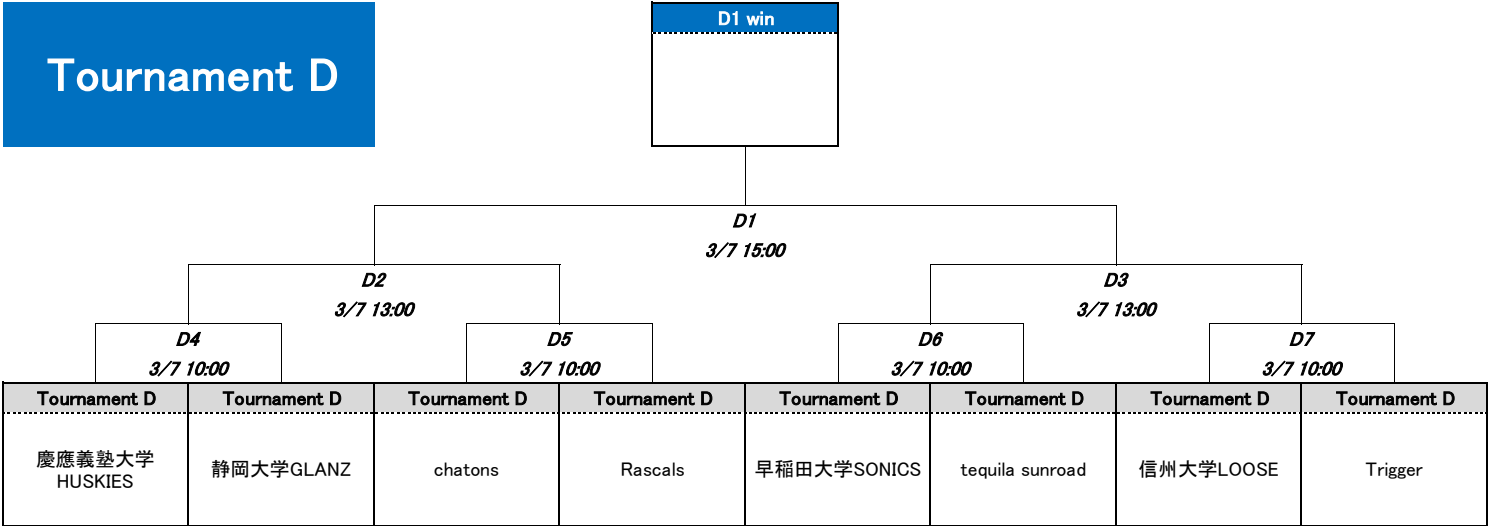 Tournament D
D1 win
D1
3/7 15:00
D2
D3
3/7 13:00
3/7 13:00
D4
D5
D6
D7
3/7 10:00
3/7 10:00
3/7 10:00
3/7 10:00
Tournament D
Tournament D
Tournament D
Tournament D
Tournament D
Tournament D
Tournament D
Tournament D
慶應義塾大学
HUSKIES
静岡大学GLANZ
chatons
Rascals
早稲田大学SONICS
tequila sunroad
信州大学LOOSE
Trigger